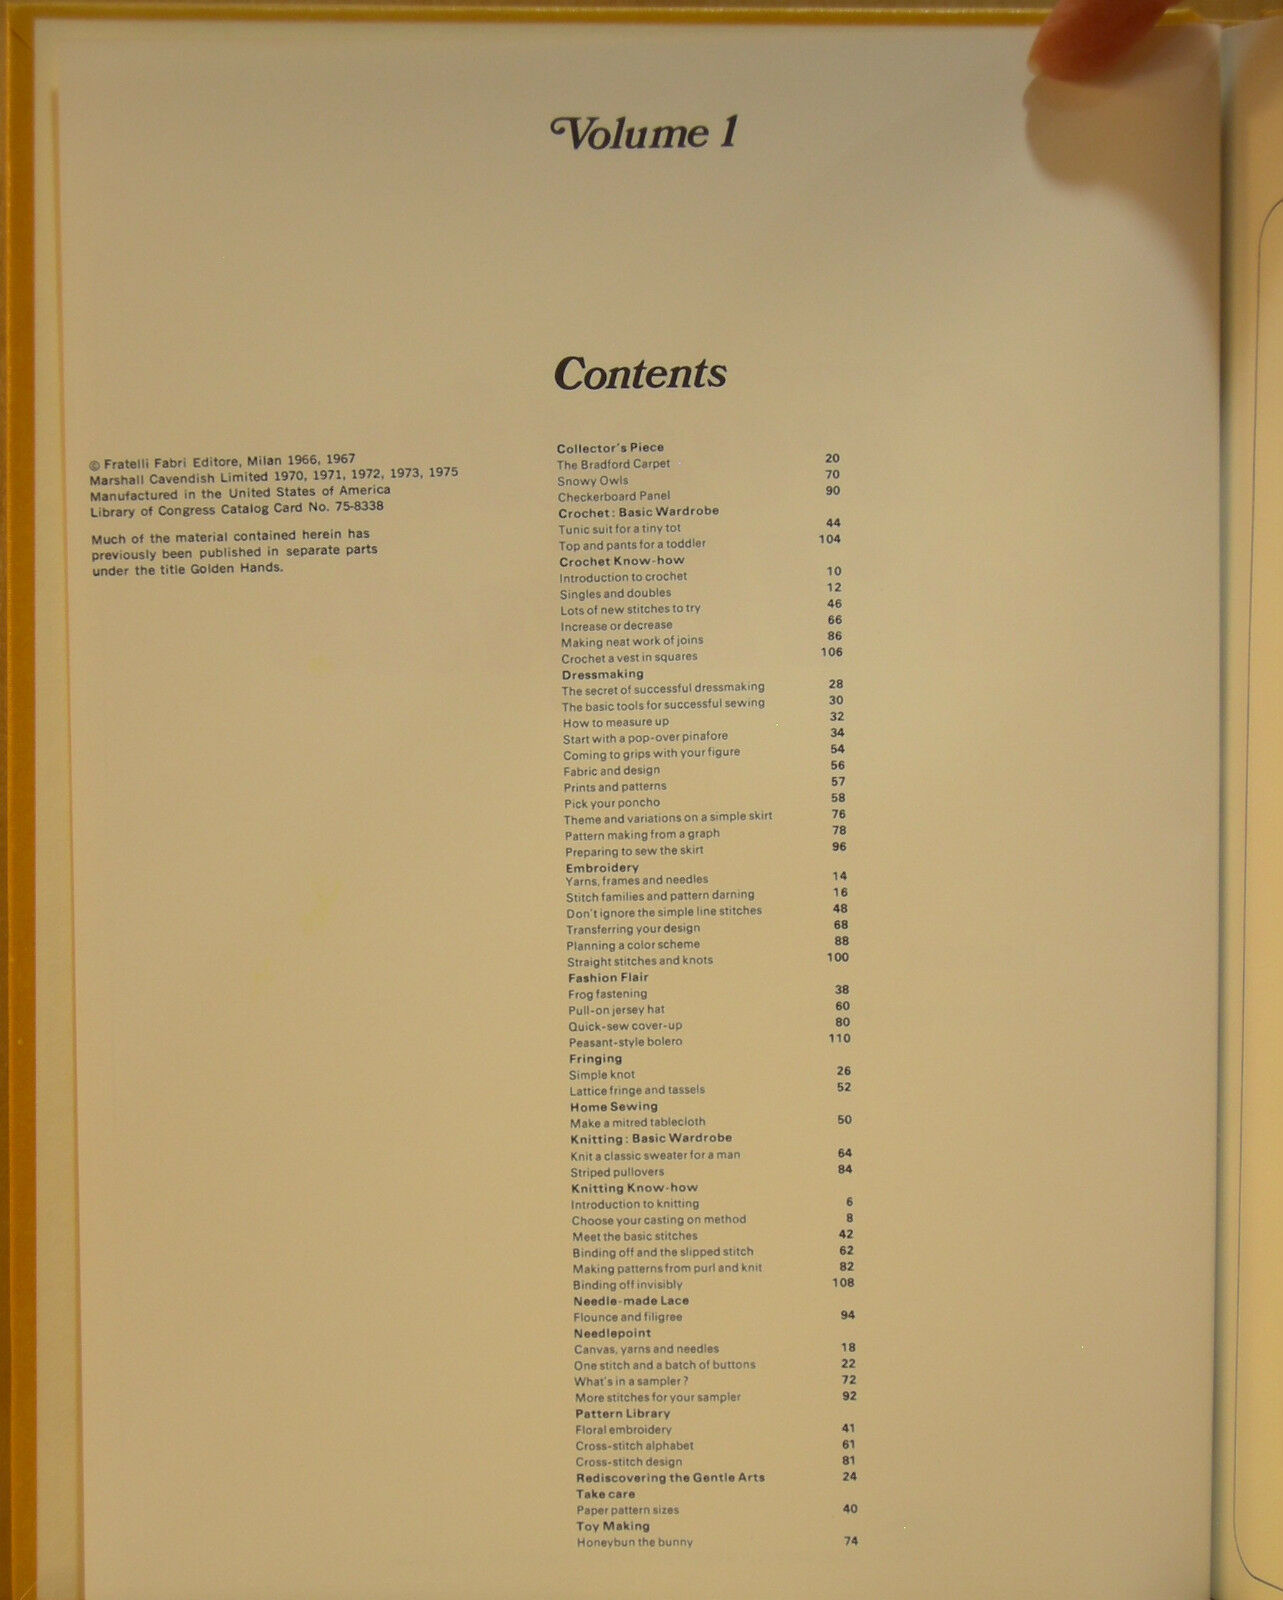 Volume 1
Contents
© Fratelli Fabri Editore, Milan 1966, 1967
Marshall Cavendish Limited 1970, 1971, 1972, 1973, 1975
Manufactured in the United States of America
Library of Congress Catalog Card No. 75-8338
Much of the material contained herein has
previously been published in separate parts
under the title Golden Hands.
Collector's Piece
The Bradford Carpet 20
Snowy Owls 70
Checkerboard Panel 90
Crochet: Basic Wardrobe
Tunic suit for a tiny tot 44
Top and pants for a toddler 104
Crochet Know-how
Introduction to crochet 10
Singles and doubles 12
Lots of new stitches to try 46
Increase or decrease 66
Making neat work of joins 86
Crochet a vest in squares 106
Dressmaking
The secret of successful dressmaking 28
The basic tools for successful sewing 30
How to measure up 32
Start with a pop-over pinafore 34
Coming to grips with your figure 54
Fabric and design 56
Prints and patterns 57
Pick your poncho 58
Theme and variations on a simple skirt 76
Pattern making from a graph 78
Preparing to sew the skirt 96
Embroidery
Yarns, frames and needles 14
Stitch families and pattern darning 16
Don't ignore the simple line stitches 48
Transferring your design 68
Planning a color scheme 88
Straight stitches and knots 100
Fashion Flair
Frog fastening 38
Pull-on jersey hat 60
Quick-sew cover-up 80
Peasant-style bolero 110
Fringing
Simple knot 26
Lattice fringe and tassels 52
Home Sewing
Make a mitred tablecloth 50
Knitting: Basic Wardrobe
Knit a classic sweater for a man 64
Striped pullovers 84
Knitting Know-how
Introduction to knitting 6
Choose your casting on method 8
Meet the basic stitches 42
Binding off and the slipped stitch 62
Making patterns from purl and knit 82
Binding off invisibly 108
Needle-made Lace
Flounce and filigree 94
Needlepoint
Canvas, yarns and needles 18
One stitch and a batch of buttons 22
What's in a sampler? 72
More stitches for your sampler 92
Pattern Library
Floral embroidery 41
Cross-stitch alphabet 61
Cross-stitch design 81
Rediscovering the Gentle Arts 24
Take care
Paper pattern sizes 40
Toy Making
Honeybun the bunny 74